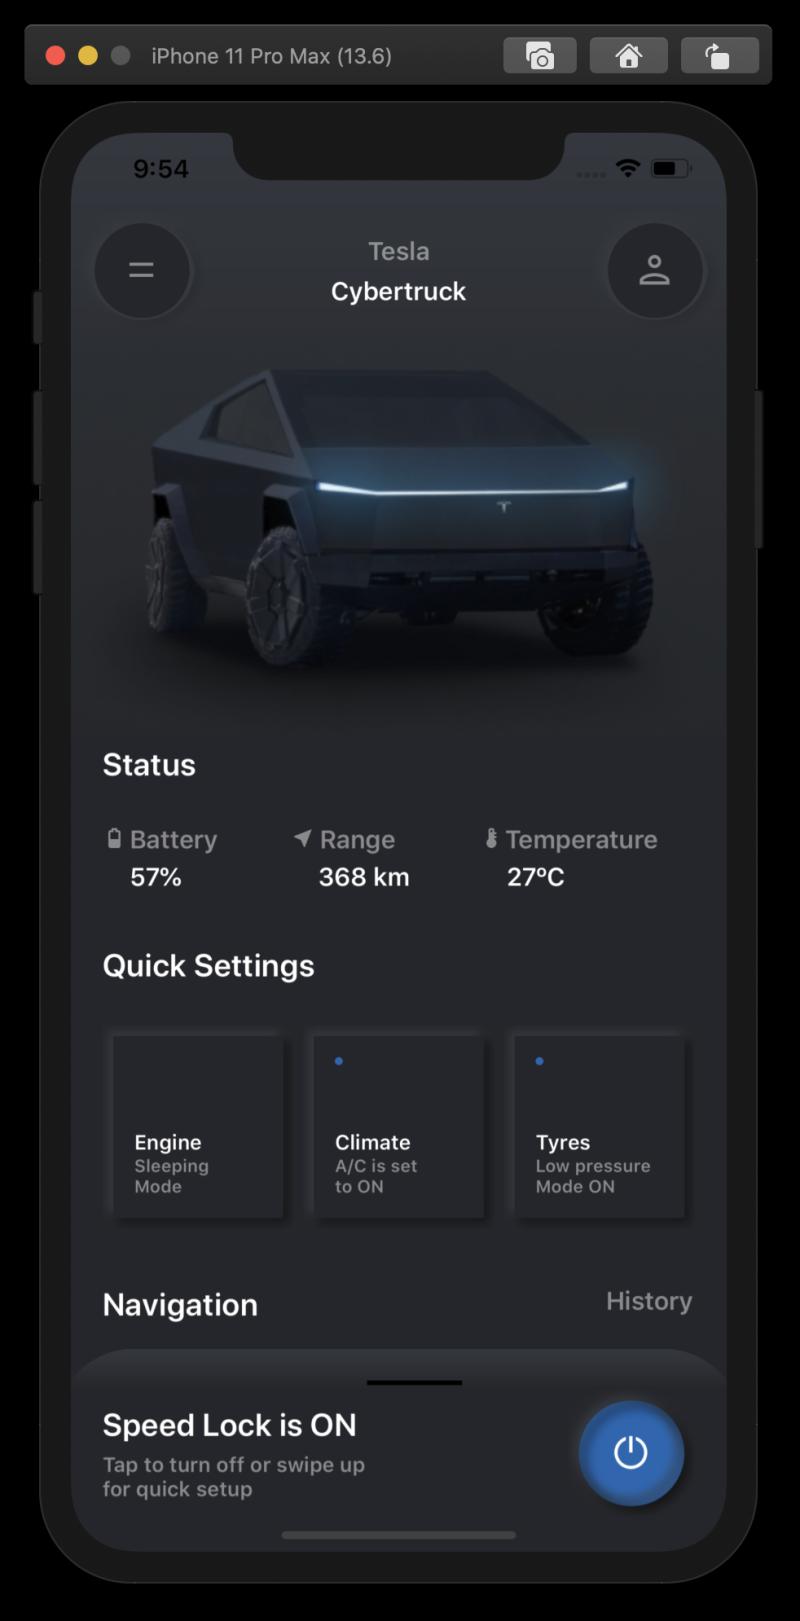 iPhone 11 Pro Max (13.6)
9:54
Tesla
Cybertruck
Status
Battery
57%
Range
368 km
Temperature
27ºC
Quick Settings
Engine
Sleeping
Mode
Climate
A/C is set
to ON
Tyres
Low pressure
Mode ON
Navigation
History
Speed Lock is ON
Tap to turn off or swipe up
for quick setup